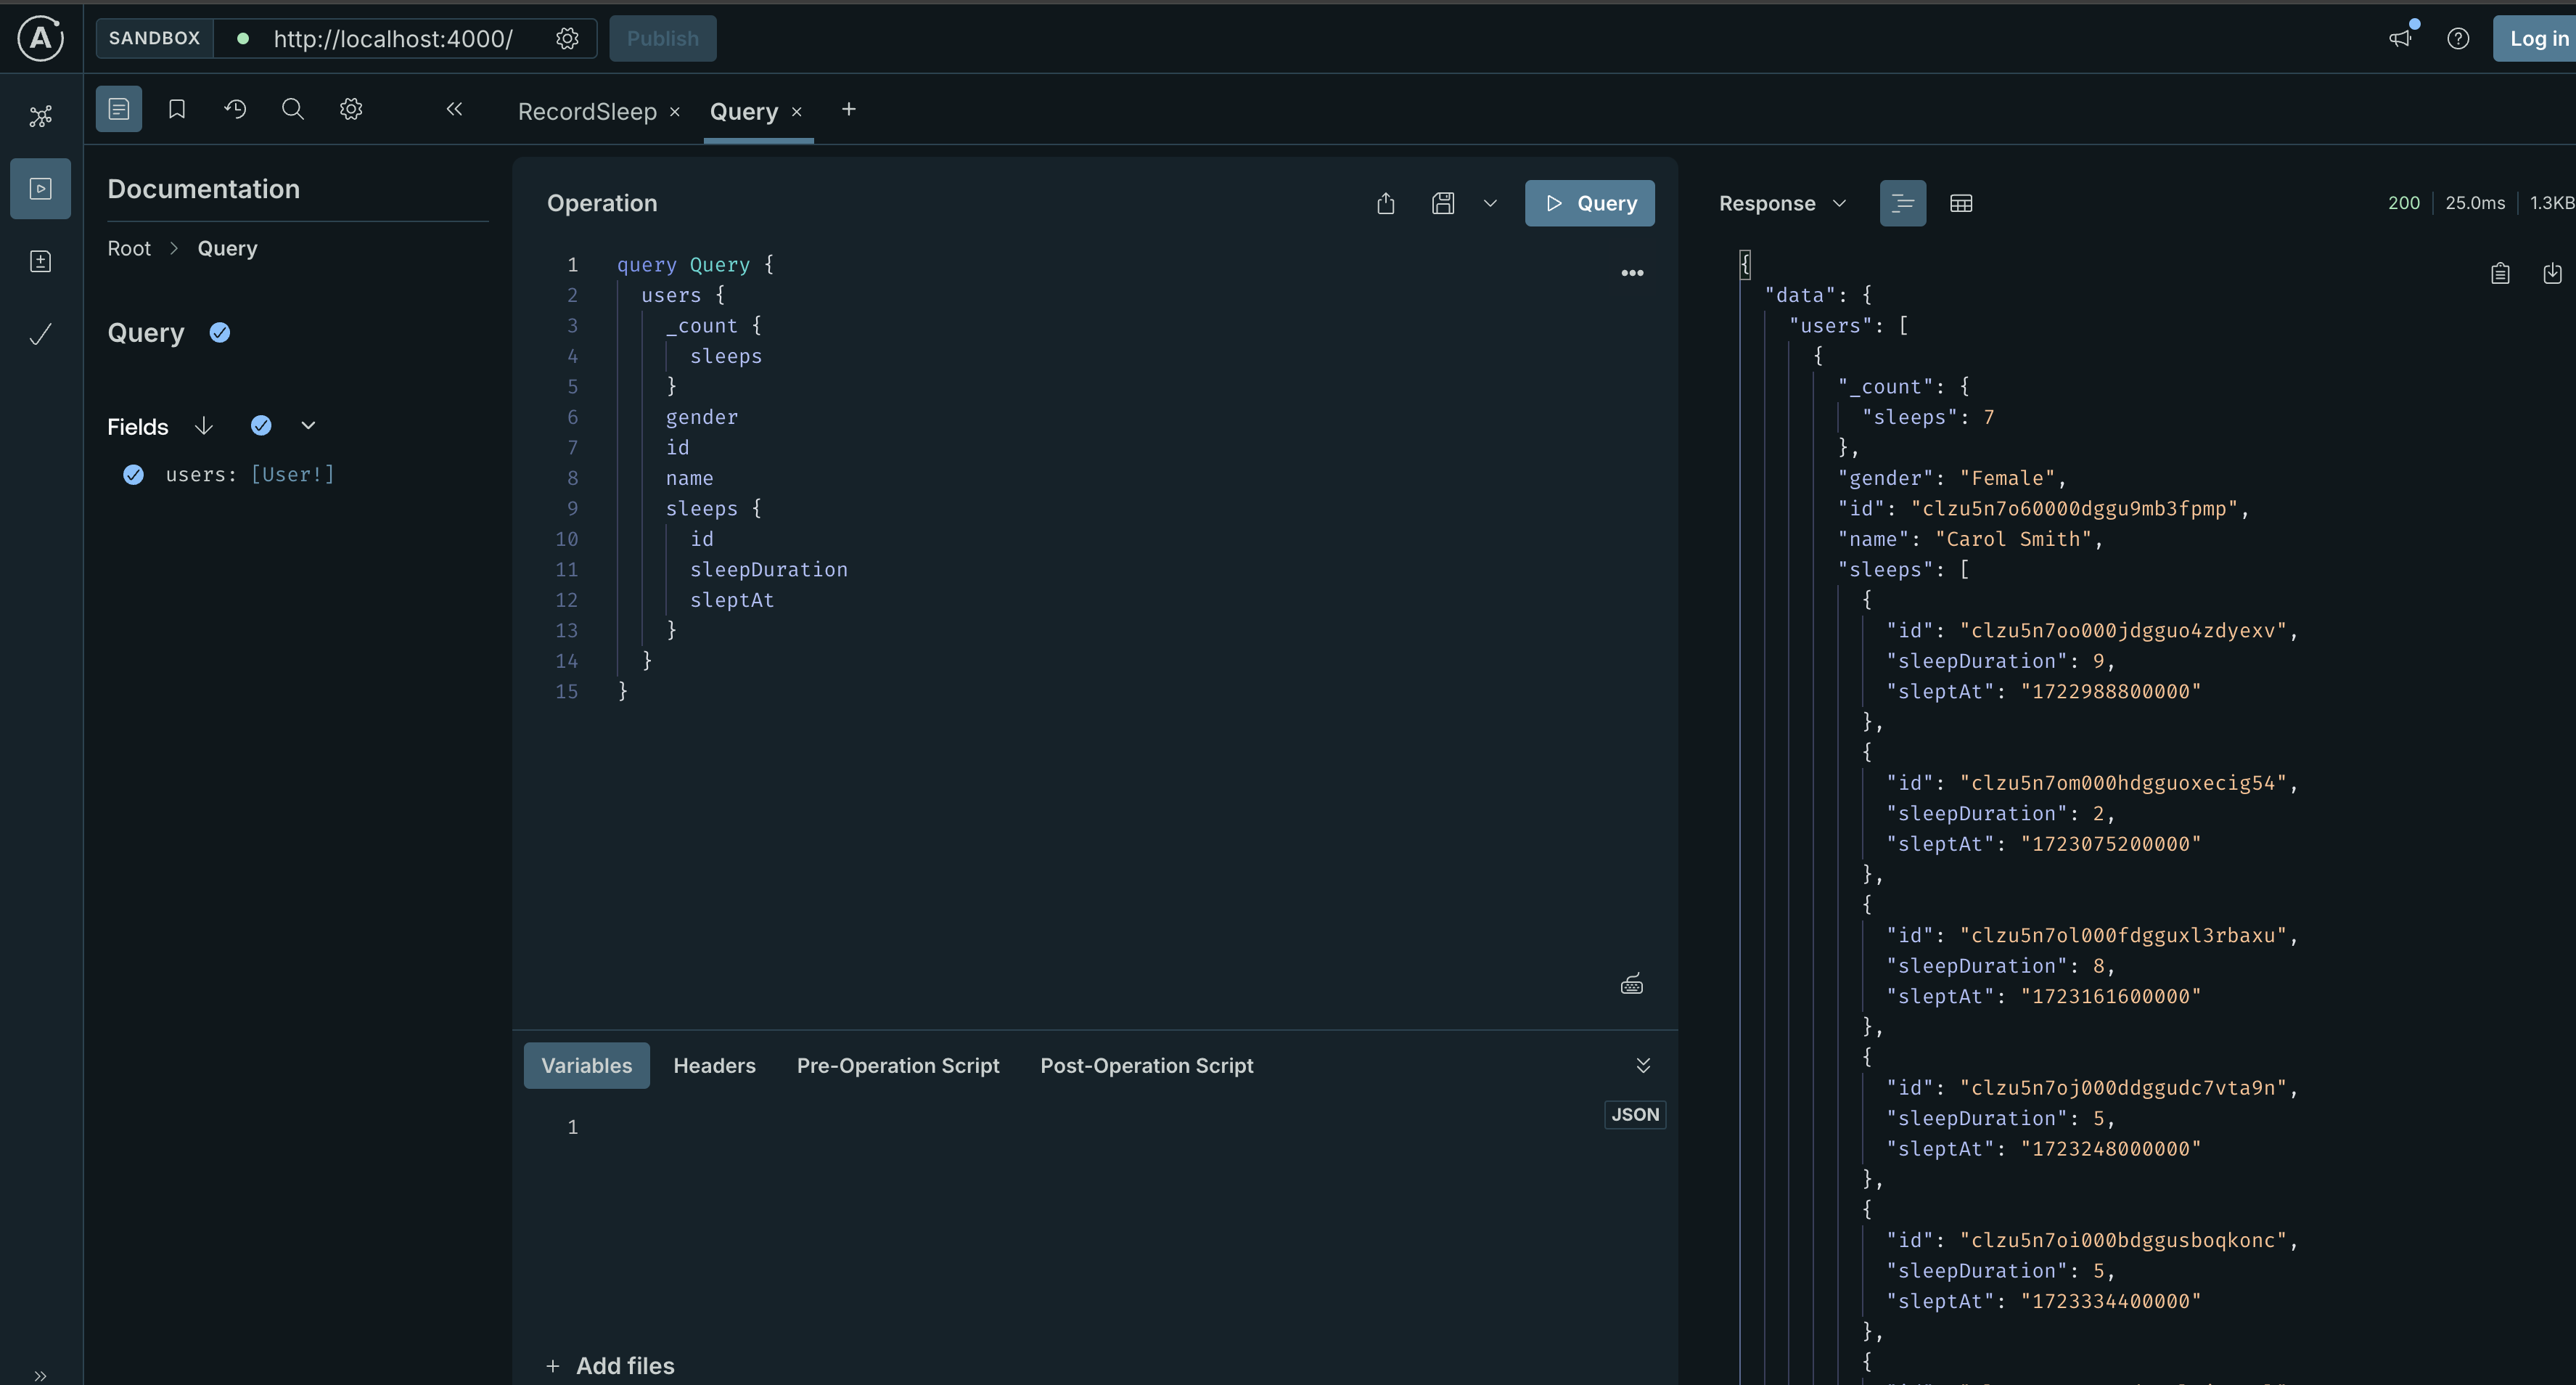 SANDBOX http://localhost:4000/ Publish Log in
RecordSleep × Query × +
Documentation
Root > Query
Query
Fields
users: [User!]
Operation
Query
1 query Query {
2 users {
3 _count {
4 sleeps
5 }
6 gender
7 id
8 name
9 sleeps {
10 id
11 sleepDuration
12 sleptAt
13 }
14 }
15 }
Variables Headers Pre-Operation Script Post-Operation Script
JSON
1
+ Add files
Response 200 25.0ms 1.3KB
{
"data": {
"users": [
{
"_count": {
"sleeps": 7
},
"gender": "Female",
"id": "clzu5n7o60000dggu9mb3fpmp",
"name": "Carol Smith",
"sleeps": [
{
"id": "clzu5n7oo000jdgguo4zdyexv",
"sleepDuration": 9,
"sleptAt": "1722988800000"
},
{
"id": "clzu5n7om000hdgguoxecig54",
"sleepDuration": 2,
"sleptAt": "1723075200000"
},
{
"id": "clzu5n7ol000fdgguxl3rbaxu",
"sleepDuration": 8,
"sleptAt": "1723161600000"
},
{
"id": "clzu5n7oj000ddggudc7vta9n",
"sleepDuration": 5,
"sleptAt": "1723248000000"
},
{
"id": "clzu5n7oi000bdggusboqkonc",
"sleepDuration": 5,
"sleptAt": "1723334400000"
},
{